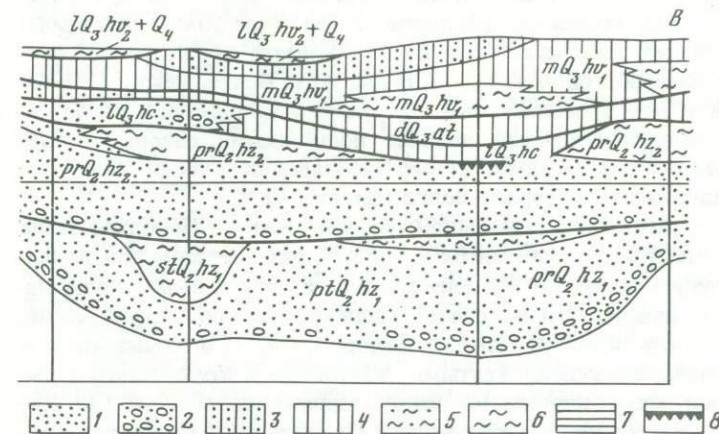 lQ₃hv₂+Q₄
lQ₃hv₂+Q₄
B
mQ₃hv₁
mQ₃hv₁
mQ₃hv₁
lQ₃hc
dQ₃at
prQ₂hz₂
prQ₂hz₂
lQ₃hc
prQ₂hz₂
stQ₂hz₁
ptQ₂hz₁
prQ₂hz₁
1 2 3 4 5 6 7 8